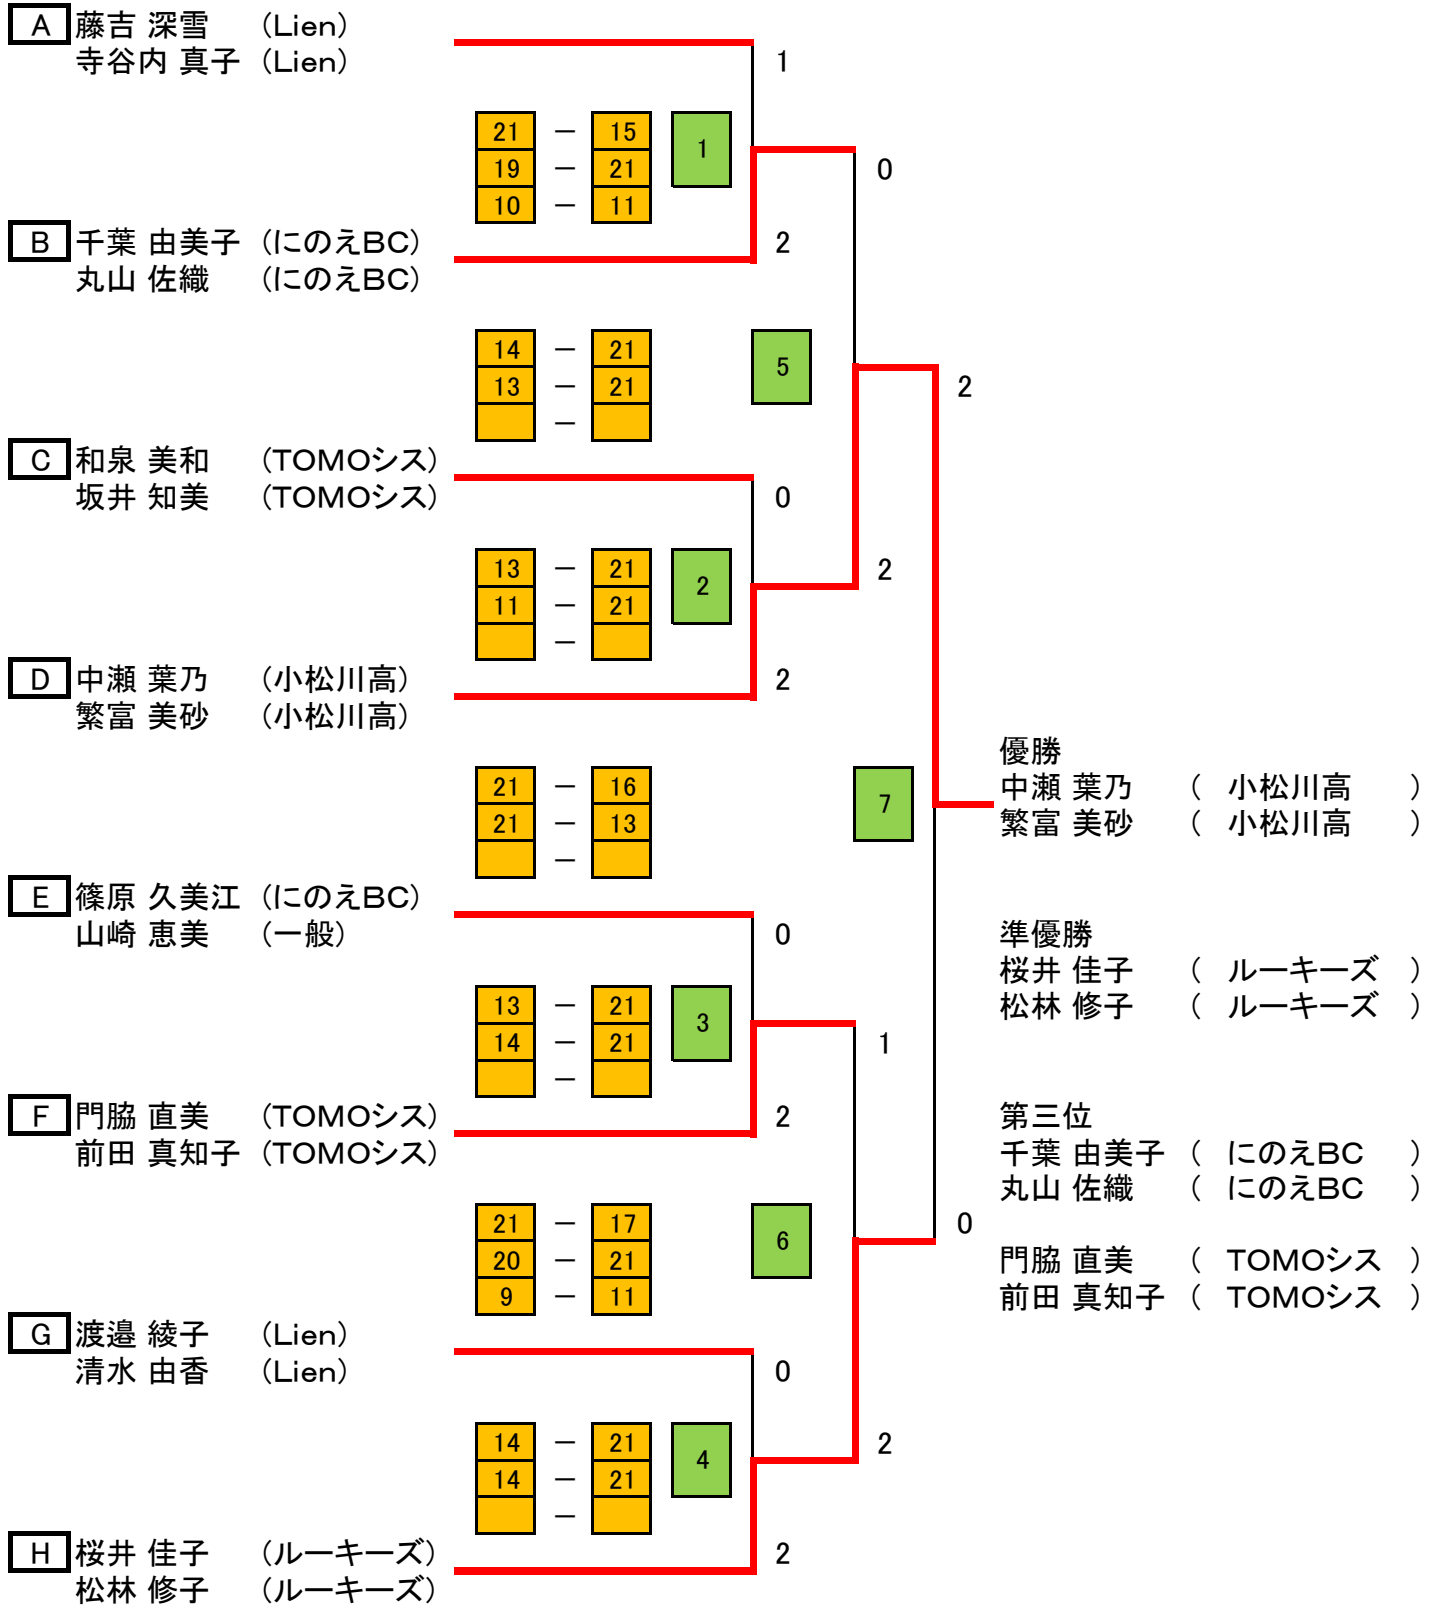 A 藤吉 深雪 (Lien)
寺谷内 真子 (Lien)
1
21 － 15
1
19 － 21
0
10 － 11
B 千葉 由美子 (にのえBC)
2
丸山 佐織 (にのえBC)
14 － 21
5
13 － 21
2
－
C 和泉 美和 (TOMOシス)
坂井 知美 (TOMOシス)
0
13 － 21
2
2
11 － 21
－
D 中瀬 葉乃 (小松川高)
2
繁富 美砂 (小松川高)
優勝
21 － 16
7
中瀬 葉乃 ( 小松川高 )
21 － 13
繁富 美砂 ( 小松川高 )
－
E 篠原 久美江 (にのえBC)
山崎 恵美 (一般)
0
準優勝
桜井 佳子 ( ルーキーズ )
13 － 21
松林 修子 ( ルーキーズ )
3
14 － 21
1
－
F 門脇 直美 (TOMOシス)
2
第三位
前田 真知子 (TOMOシス)
千葉 由美子 ( にのえBC )
丸山 佐織 ( にのえBC )
21 － 17
0
6
20 － 21
門脇 直美 ( TOMOシス )
9 － 11
前田 真知子 ( TOMOシス )
G 渡邉 綾子 (Lien)
清水 由香 (Lien)
0
14 － 21
2
4
14 － 21
－
H 桜井 佳子 (ルーキーズ)
2
松林 修子 (ルーキーズ)